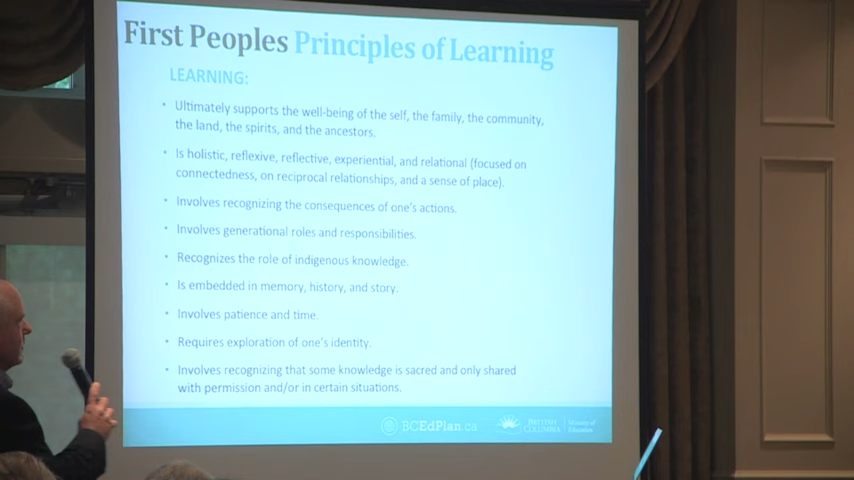 First Peoples Principles of Learning
LEARNING:
• Ultimately supports the well-being of the self, the family, the community,
the land, the spirits, and the ancestors.
• Is holistic, reflexive, reflective, experiential, and relational (focused on
connectedness, on reciprocal relationships, and a sense of place).
• Involves recognizing the consequences of one's actions.
• Involves generational roles and responsibilities.
• Recognizes the role of indigenous knowledge.
• Is embedded in memory, history, and story.
• Involves patience and time.
• Requires exploration of one's identity.
• Involves recognizing that some knowledge is sacred and only shared
with permission and/or in certain situations.
BCEdPlan.ca
BRITISH
COLUMBIA
Ministry of
Education